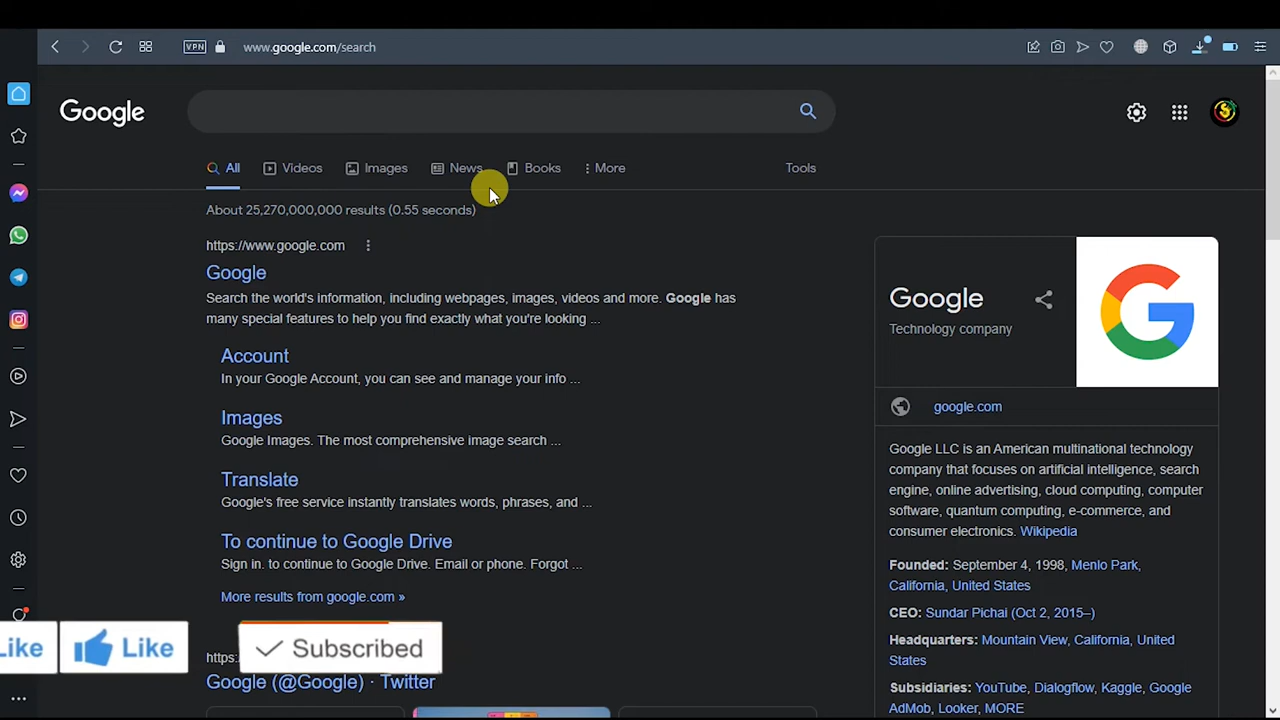 VPN www.google.com/search
Google
All Videos Images News Books More Tools
About 25,270,000,000 results (0.55 seconds)
https://www.google.com
Google
Search the world's information, including webpages, images, videos and more. Google has
many special features to help you find exactly what you're looking ...
Account
In your Google Account, you can see and manage your info ...
Images
Google Images. The most comprehensive image search ...
Translate
Google's free service instantly translates words, phrases, and ...
To continue to Google Drive
Sign in. to continue to Google Drive. Email or phone. Forgot ...
More results from google.com »
Like Like Subscribed
https:
Google (@Google) · Twitter
Google
Technology company
google.com
Google LLC is an American multinational technology
company that focuses on artificial intelligence, search
engine, online advertising, cloud computing, computer
software, quantum computing, e-commerce, and
consumer electronics. Wikipedia
Founded: September 4, 1998, Menlo Park,
California, United States
CEO: Sundar Pichai (Oct 2, 2015–)
Headquarters: Mountain View, California, United
States
Subsidiaries: YouTube, Dialogflow, Kaggle, Google
AdMob, Looker, MORE